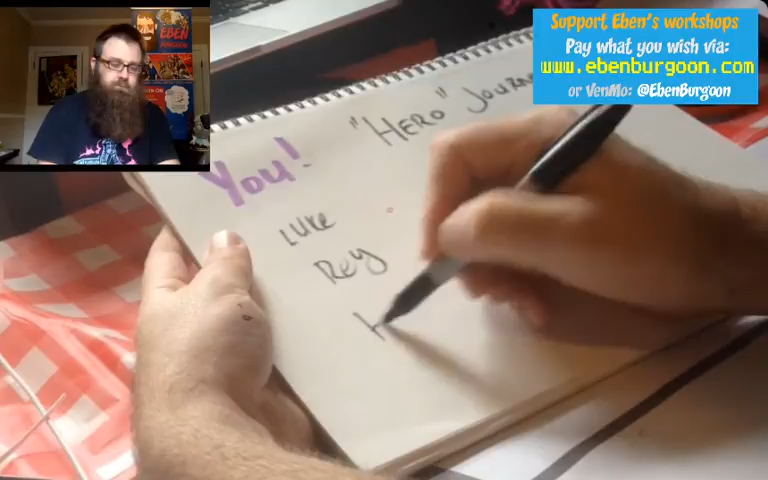 Support Eben's workshops
Pay what you wish via:
www.ebenburgoon.com
or VenMo: @EbenBurgoon
EBEN
You!
"HERO"
Luke
Rey